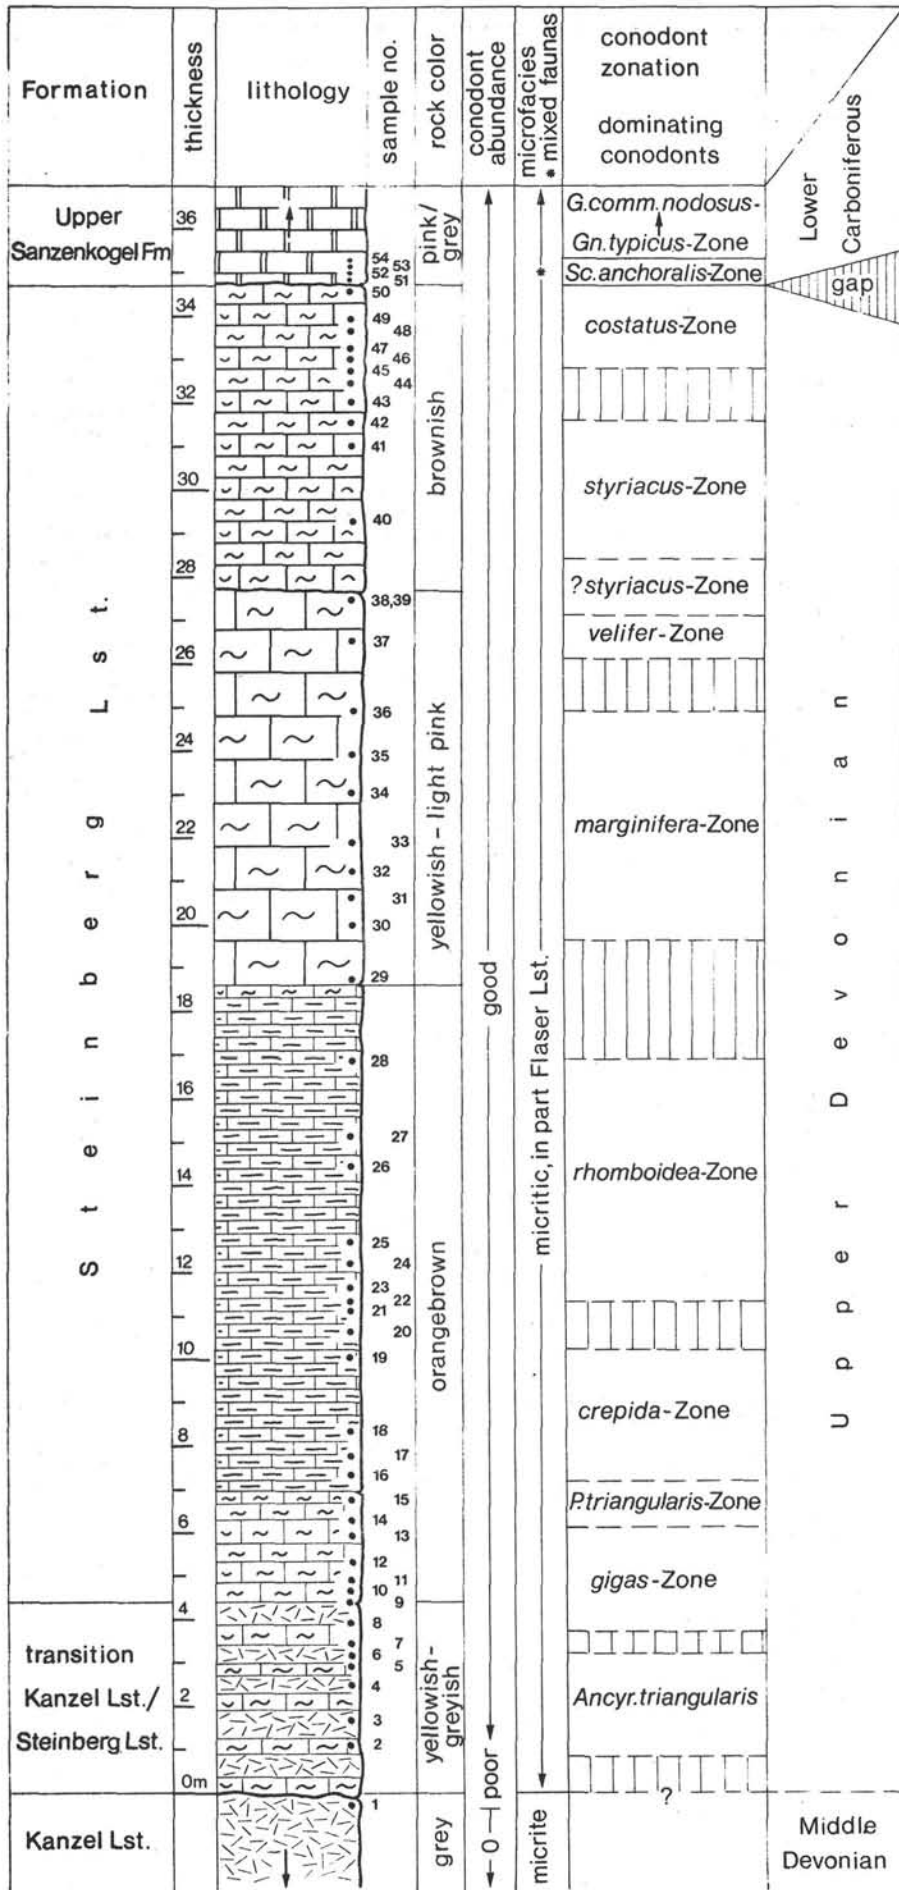 Formation
thickness
lithology
sample no.
rock color
conodont
abundance
microfacies
• mixed faunas
conodont
zonation
dominating
conodonts
Lower
Carboniferous
Upper
Sanzenkogel Fm
36
54
53
52
51
pink/
grey
*
G.comm.nodosus-
Gn.typicus-Zone
Sc.anchoralis-Zone
gap
Steinberg Lst.
34
32
30
28
26
24
22
20
18
16
14
12
10
8
6
50
49
48
47
46
45
44
43
42
41
40
38,39
37
36
35
34
33
32
31
30
29
28
27
26
25
24
23
22
21
20
19
18
17
16
15
14
13
12
11
10
9
brownish
yellowish - light pink
orangebrown
good
micritic, in part Flaser Lst.
costatus-Zone
styriacus-Zone
? styriacus-Zone
velifer-Zone
marginifera-Zone
rhomboidea-Zone
crepida-Zone
P.triangularis-Zone
gigas-Zone
Upper Devonnian
transition
Kanzel Lst./
Steinberg Lst.
4
2
0m
8
7
6
5
4
3
2
yellowish-
greyish
poor
Ancyr.triangularis
?
Kanzel Lst.
1
grey
0
micrite
Middle
Devonian